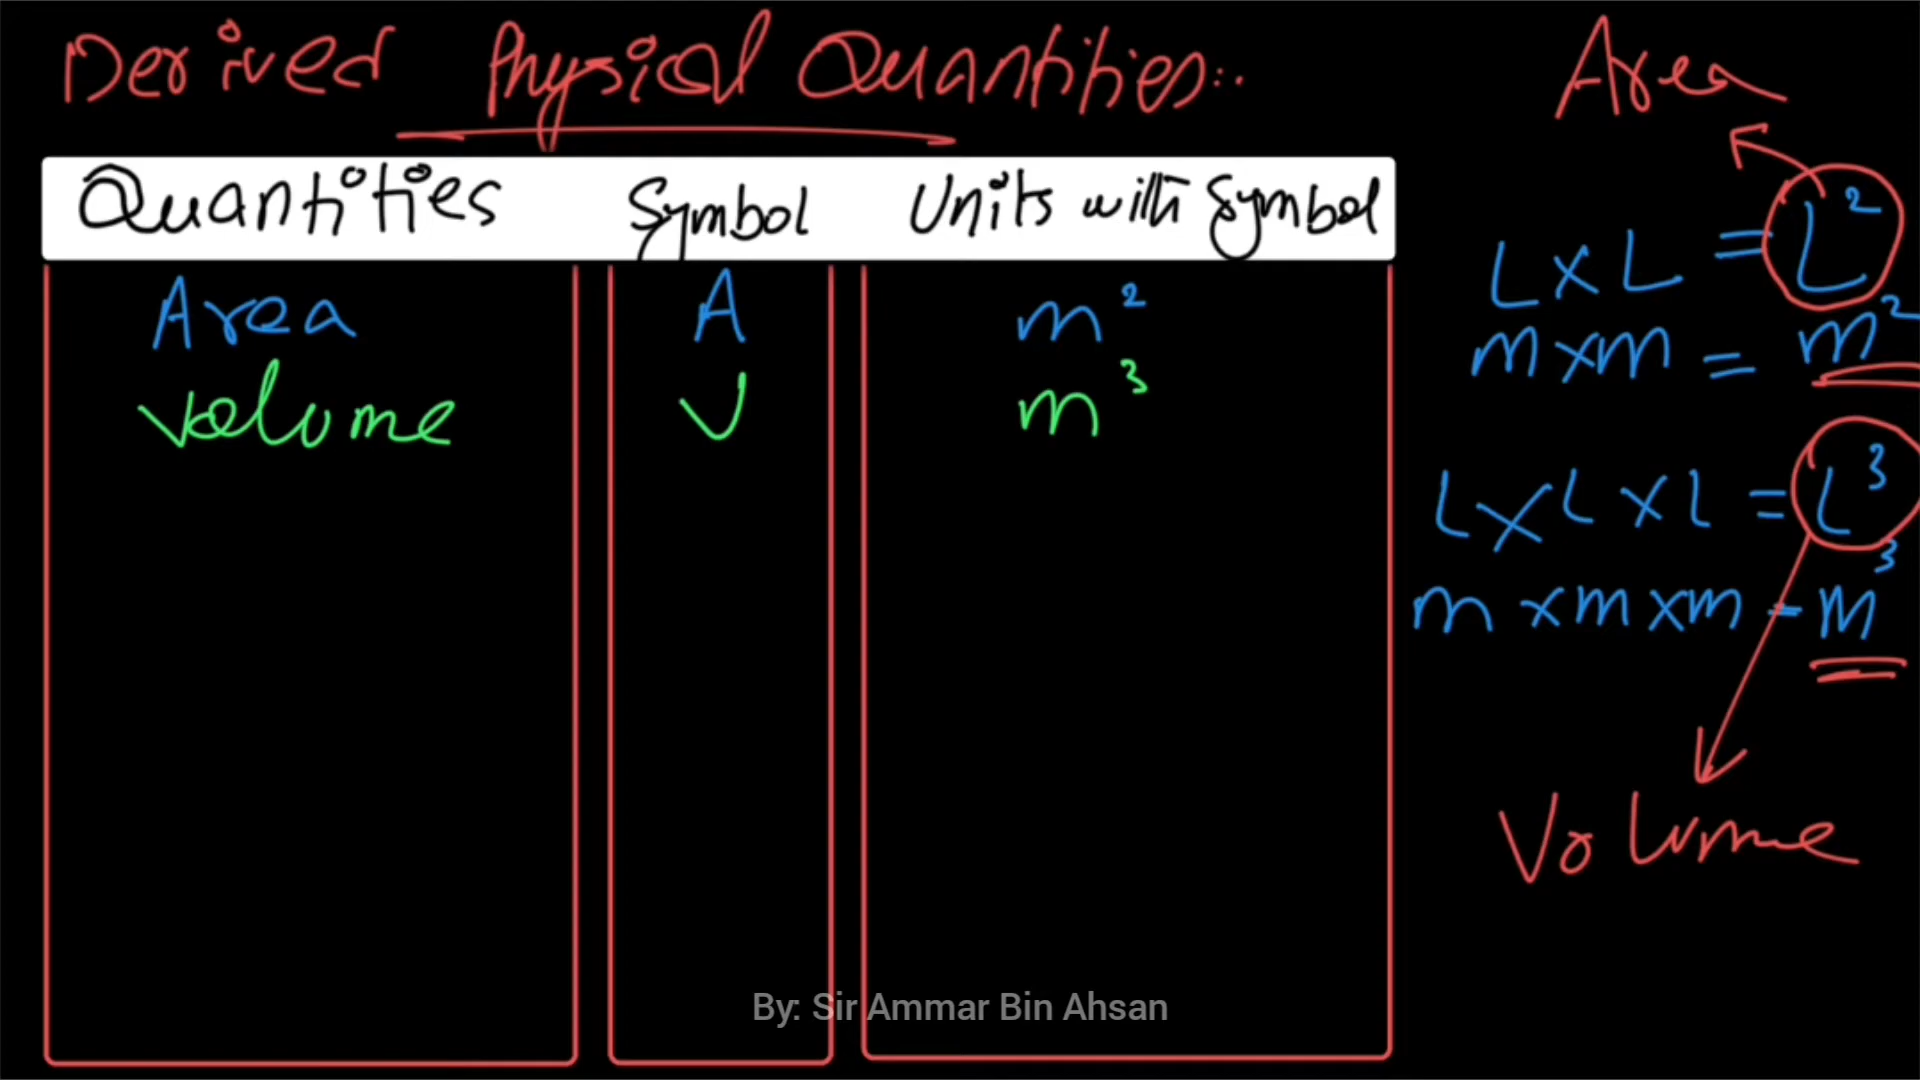 Derived Physical Quantities:.
Quantities Symbol Units with Symbol
Area A m²
Volume V m³
Area
L × L = L²
m × m = m²
L × L × L = L³
m × m × m = m³
Volume
By: Sir Ammar Bin Ahsan